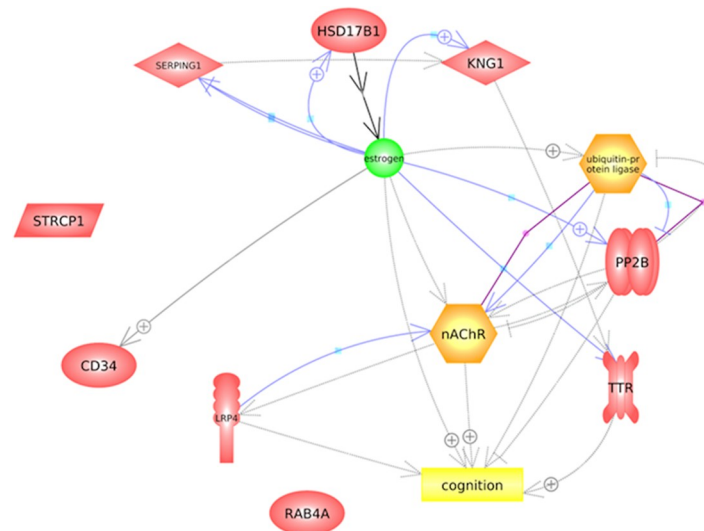 HSD17B1
SERPING1
KNG1
estrogen
ubiquitin-pr
otein ligase
STRCP1
PP2B
nAChR
CD34
TTR
LRP4
cognition
RAB4A